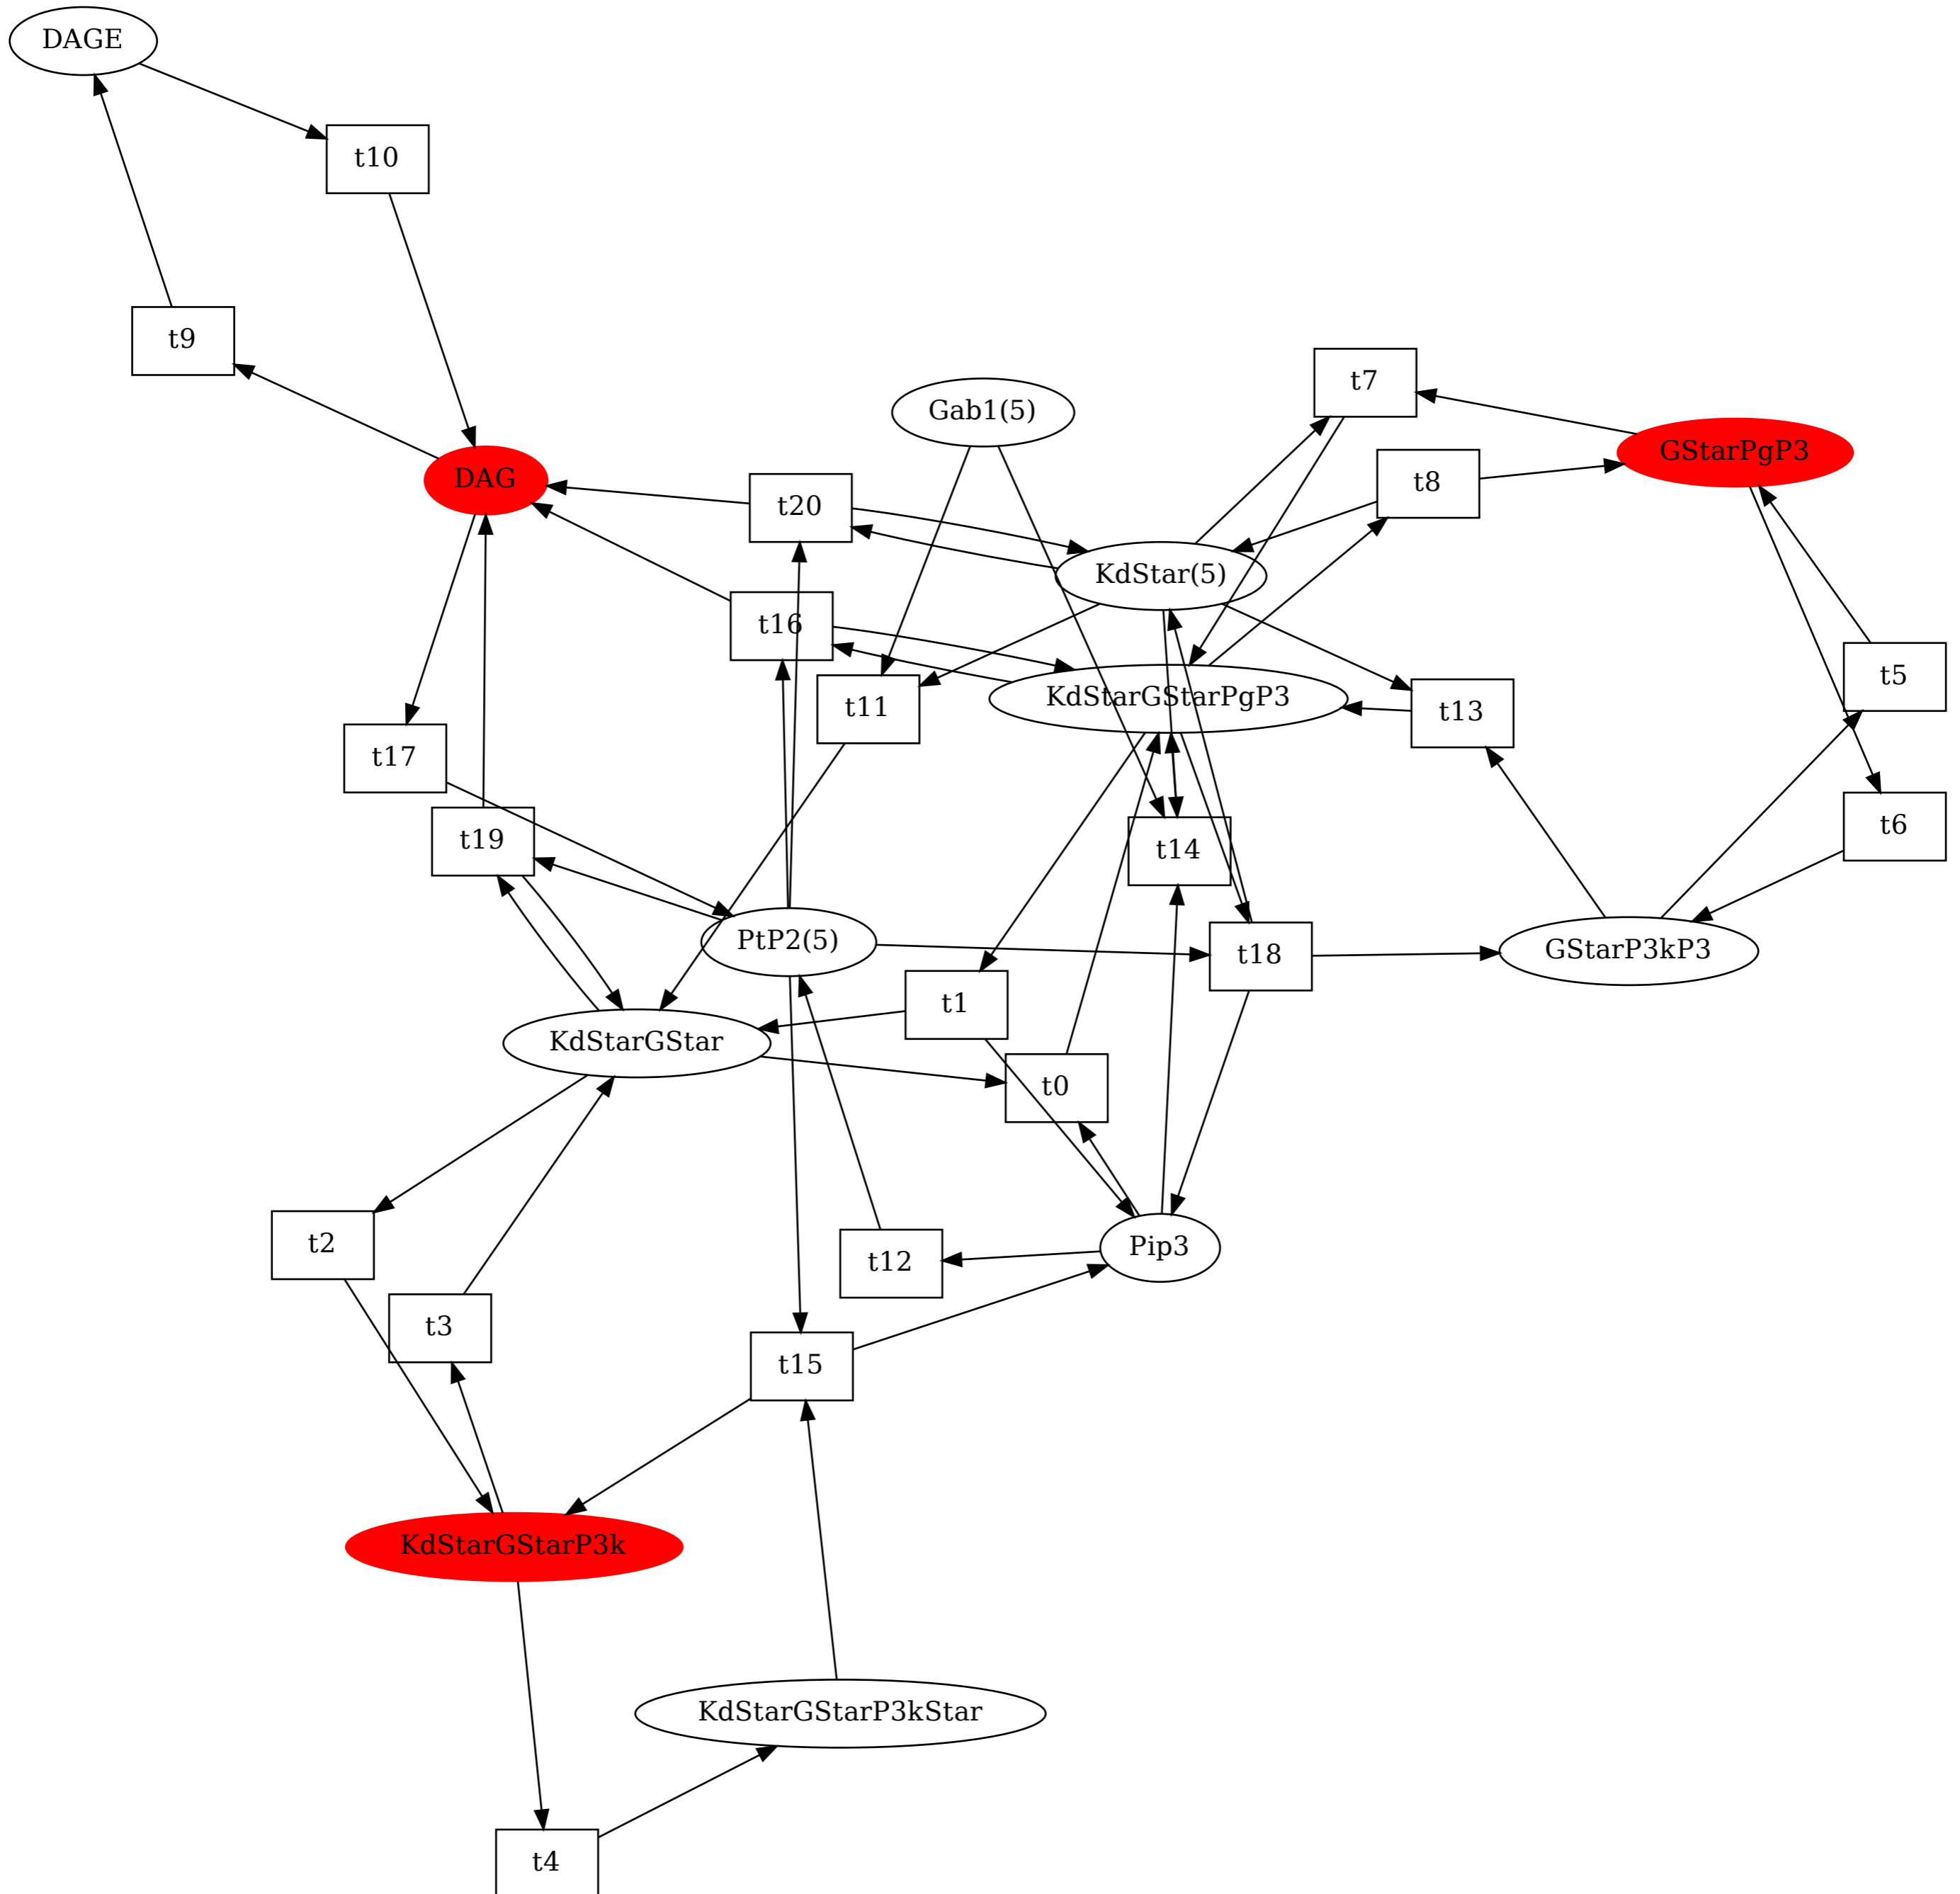 DAGE
t10
t9
t7
Gab1(5)
GStarPgP3
DAG
t8
t20
KdStar(5)
t16
t5
KdStarGStarPgP3
t11
t13
t17
t6
t19
t14
PtP2(5)
GStarP3kP3
t18
t1
KdStarGStar
t0
t2
Pip3
t12
t3
t15
KdStarGStarP3k
KdStarGStarP3kStar
t4